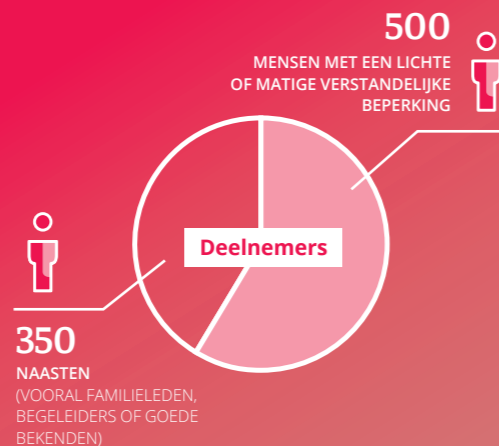 500
MENSEN MET EEN LICHTE
OF MATIGE VERSTANDELIJKE
BEPERKING
Deelnemers
350
NAASTEN
(VOORAL FAMILIELEDEN,
BEGELEIDERS OF GOEDE
BEKENDEN)